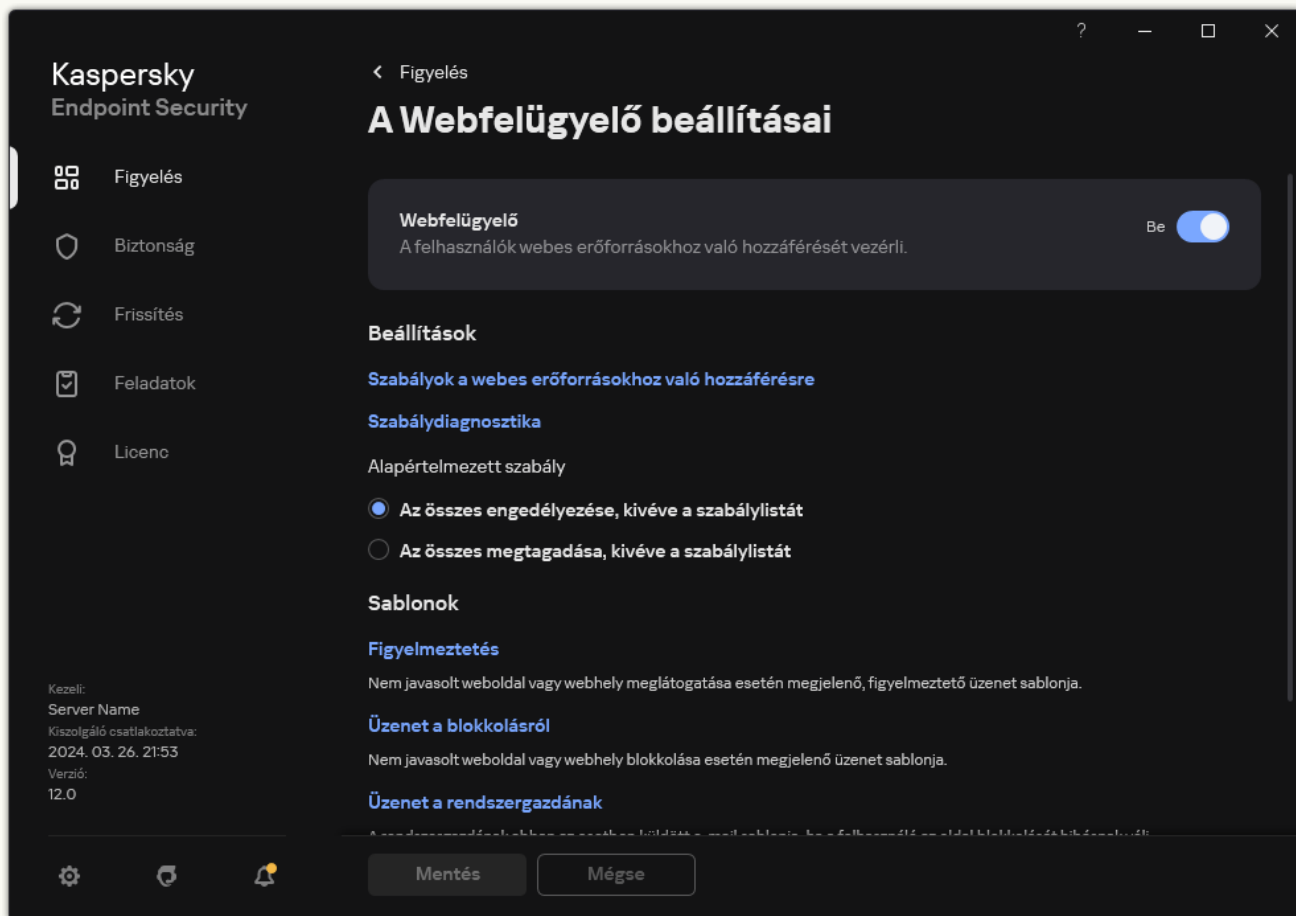 ?
Kaspersky
Endpoint Security
Figyelés
Biztonság
Frissítés
Feladatok
Licenc
Kezeli:
Server Name
Kiszolgáló csatlakoztatva:
2024. 03. 26. 21:53
Verzió:
12.0
Figyelés
A Webfelügyelő beállításai
Webfelügyelő
A felhasználók webes erőforrásokhoz való hozzáférését vezérli.
Be
Beállítások
Szabályok a webes erőforrásokhoz való hozzáférésre
Szabálydiagnosztika
Alapértelmezett szabály
Az összes engedélyezése, kivéve a szabálylistát
Az összes megtagadása, kivéve a szabálylistát
Sablonok
Figyelmeztetés
Nem javasolt weboldal vagy webhely meglátogatása esetén megjelenő, figyelmeztető üzenet sablonja.
Üzenet a blokkolásról
Nem javasolt weboldal vagy webhely blokkolása esetén megjelenő üzenet sablonja.
Üzenet a rendszergazdának
Mentés
Mégse